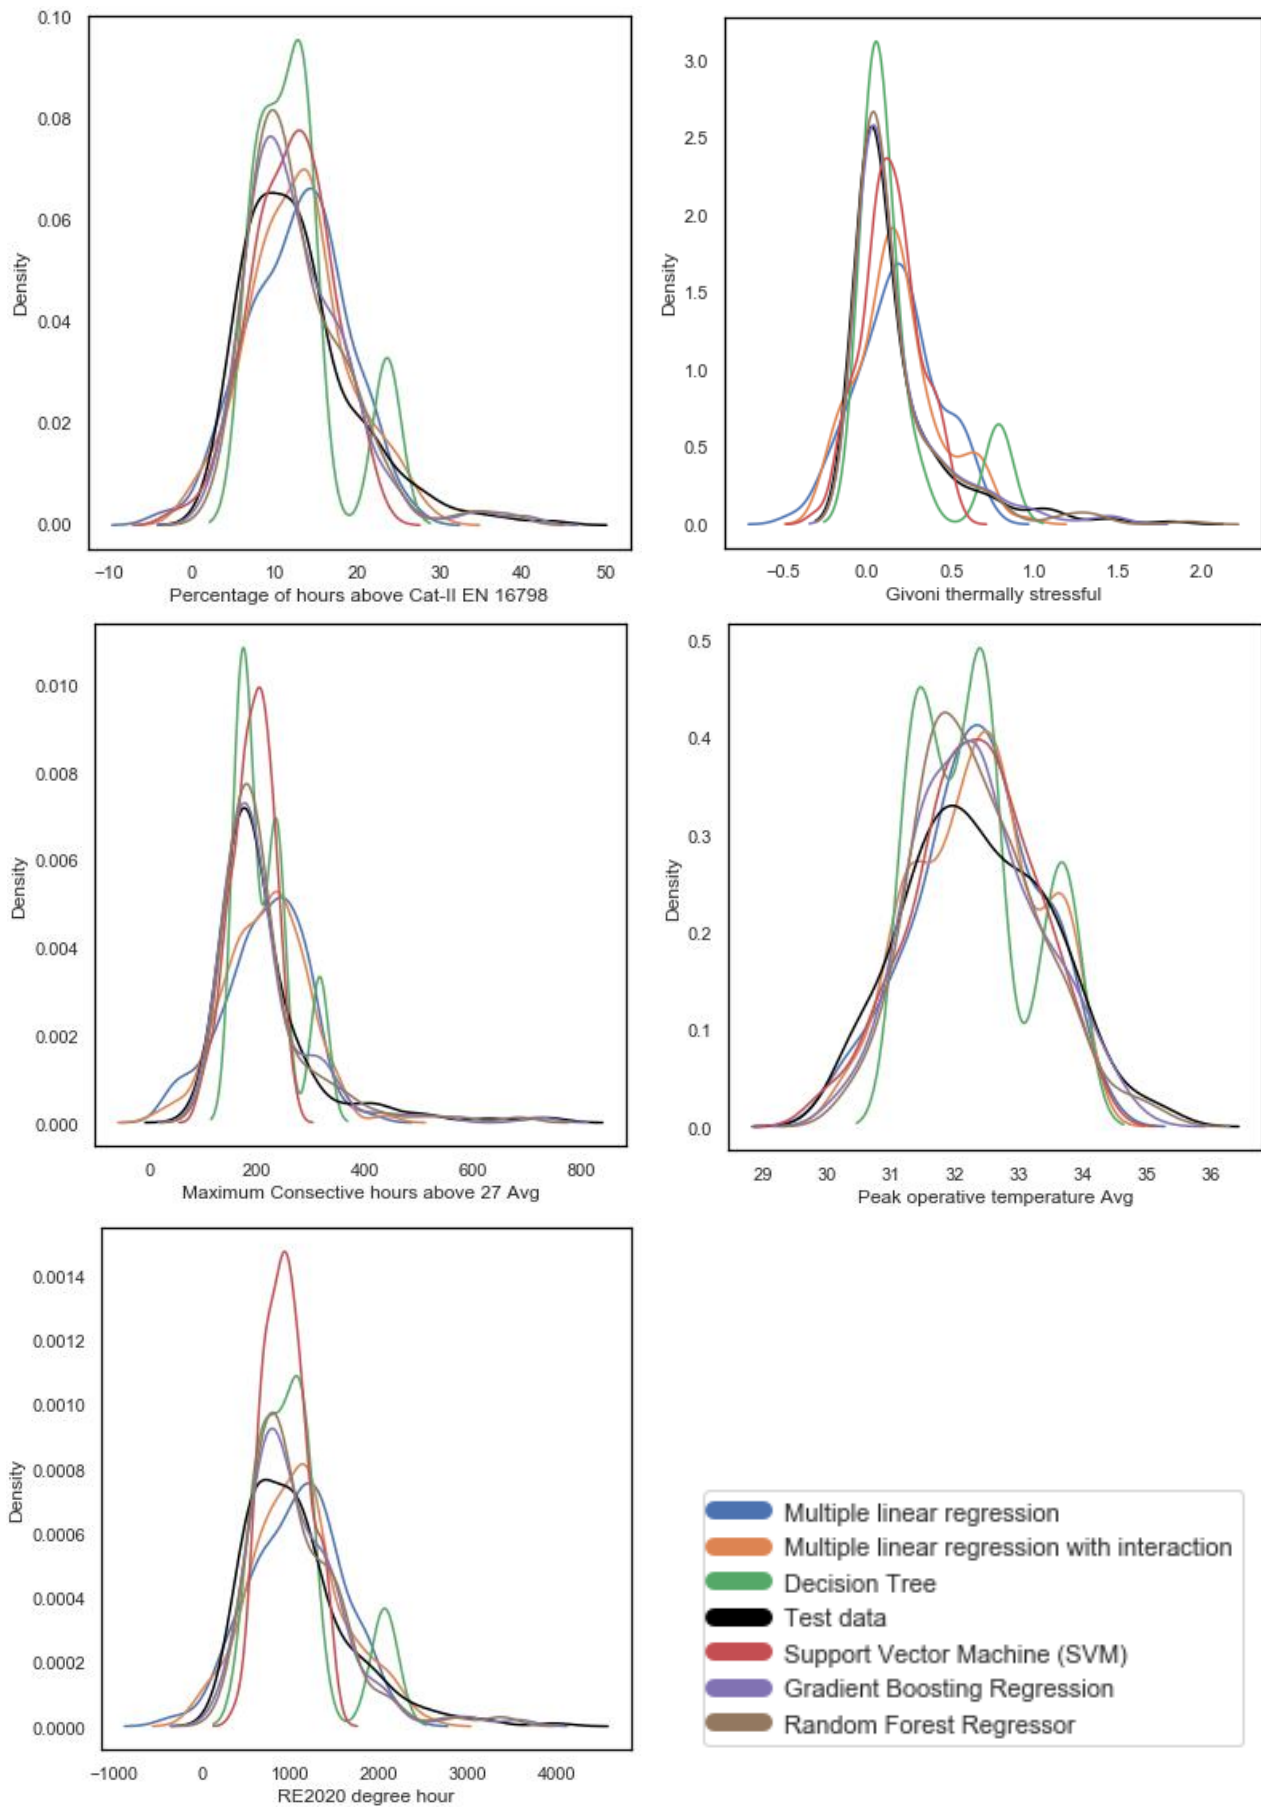 0.10
0.08
0.06
0.04
0.02
0.00
Density
−10 0 10 20 30 40 50
Percentage of hours above Cat-II EN 16798
3.0
2.5
2.0
1.5
1.0
0.5
0.0
Density
−0.5 0.0 0.5 1.0 1.5 2.0
Givoni thermally stressful
0.010
0.008
0.006
0.004
0.002
0.000
Density
0 200 400 600 800
Maximum Consective hours above 27 Avg
0.5
0.4
0.3
0.2
0.1
0.0
Density
29 30 31 32 33 34 35 36
Peak operative temperature Avg
0.0014
0.0012
0.0010
0.0008
0.0006
0.0004
0.0002
0.0000
Density
−1000 0 1000 2000 3000 4000
RE2020 degree hour
Multiple linear regression
Multiple linear regression with interaction
Decision Tree
Test data
Support Vector Machine (SVM)
Gradient Boosting Regression
Random Forest Regressor